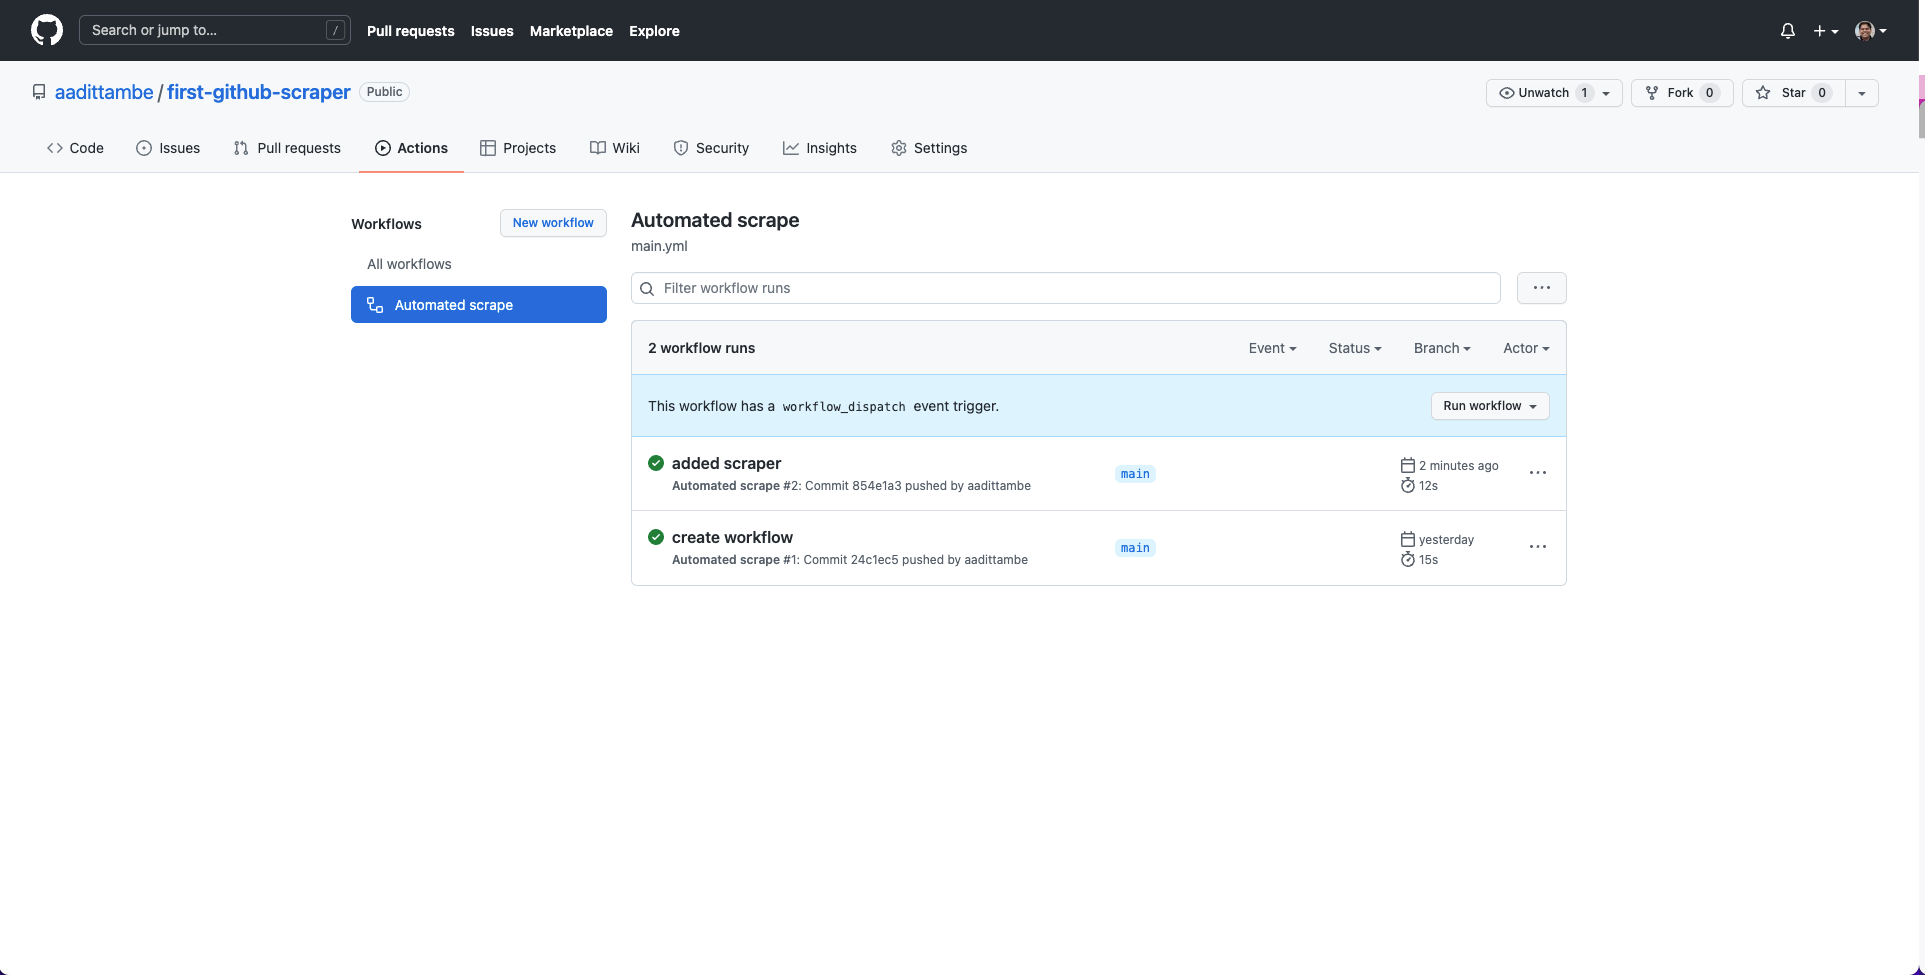 Search or jump to... / Pull requests Issues Marketplace Explore
aadittambe / first-github-scraper Public Unwatch 1 Fork 0 Star 0
Code Issues Pull requests Actions Projects Wiki Security Insights Settings
Workflows New workflow
All workflows
Automated scrape
Automated scrape
main.yml
Filter workflow runs
2 workflow runs Event Status Branch Actor
This workflow has a workflow_dispatch event trigger. Run workflow
added scraper
Automated scrape #2: Commit 854e1a3 pushed by aadittambe
main
2 minutes ago
12s
create workflow
Automated scrape #1: Commit 24c1ec5 pushed by aadittambe
main
yesterday
15s